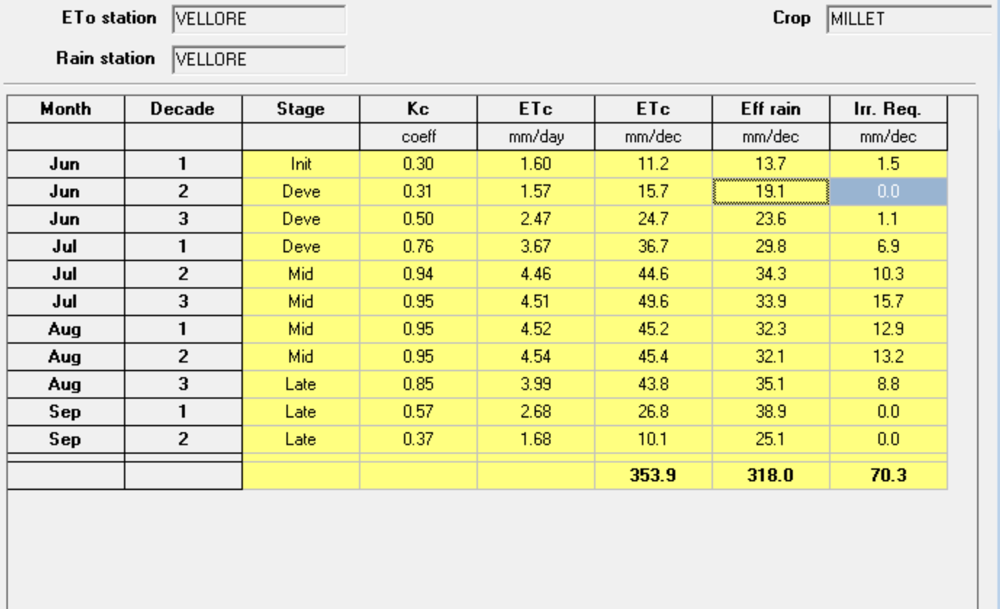 ETo station VELLORE Crop MILLET
Rain station VELLORE
Month Decade Stage Kc ETc ETc Eff rain Irr. Req.
coeff mm/day mm/dec mm/dec mm/dec
Jun 1 Init 0.30 1.60 11.2 13.7 1.5
Jun 2 Deve 0.31 1.57 15.7 19.1 0.0
Jun 3 Deve 0.50 2.47 24.7 23.6 1.1
Jul 1 Deve 0.76 3.67 36.7 29.8 6.9
Jul 2 Mid 0.94 4.46 44.6 34.3 10.3
Jul 3 Mid 0.95 4.51 49.6 33.9 15.7
Aug 1 Mid 0.95 4.52 45.2 32.3 12.9
Aug 2 Mid 0.95 4.54 45.4 32.1 13.2
Aug 3 Late 0.85 3.99 43.8 35.1 8.8
Sep 1 Late 0.57 2.68 26.8 38.9 0.0
Sep 2 Late 0.37 1.68 10.1 25.1 0.0
353.9 318.0 70.3